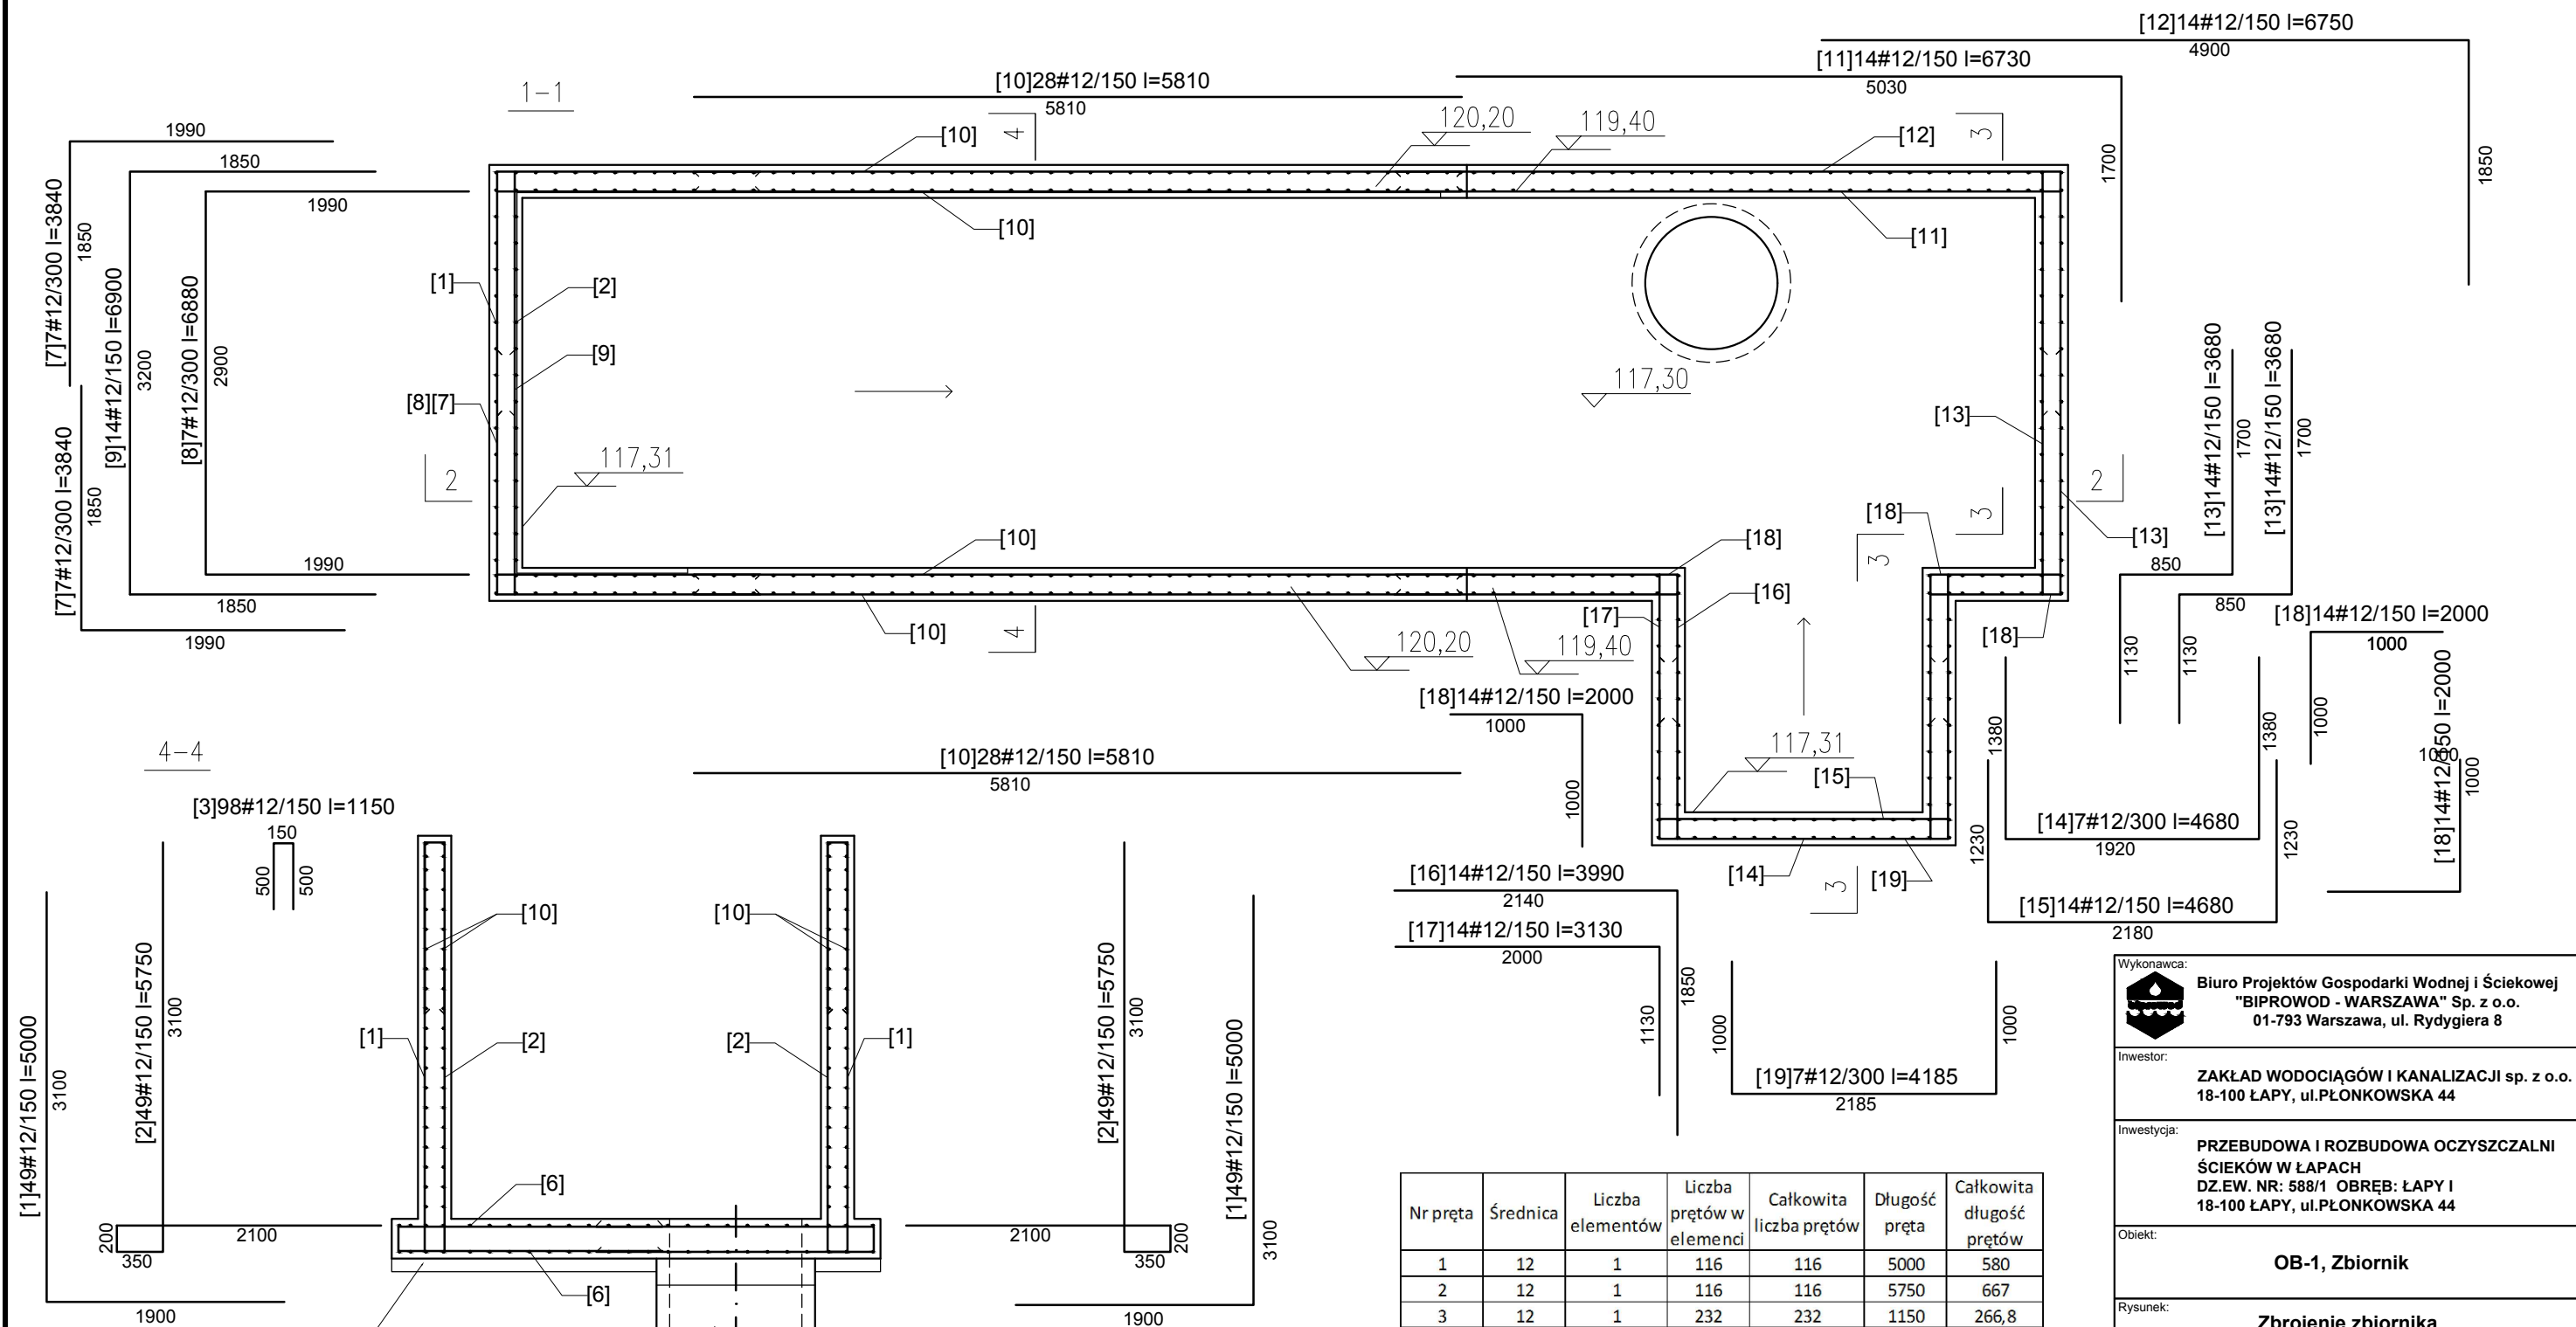 [12]14#12/150 l=6750
4900
1850
[11]14#12/150 l=6730
5030
1700
[10]28#12/150 l=5810
5810
1-1
1990
1850
1990
[7]7#12/300 l=3840
1850
[9]14#12/150 l=6900
3200
[8]7#12/300 l=6880
2900
[7]7#12/300 l=3840
1850
1990
1850
1990
[10]
4
120,20
119,40
[12]
3
[10]
[11]
[1]
[2]
[9]
[8][7]
117,30
[13]
2
117,31
2
[13]
[10]
[18]
[18]
3
3
[16]
[17]
[18]
[10]
4
120,20
119,40
117,31
[15]
[14]
[19]
3
[13]14#12/150 l=3680
1700
850
1130
[13]14#12/150 l=3680
1700
850
1130
[18]14#12/150 l=2000
1000
1000
[18]14#12/150 l=2000
1000
1000
[18]14#12/150 l=2000
1000
1000
1380
1380
[14]7#12/300 l=4680
1920
1230
1230
[15]14#12/150 l=4680
2180
[16]14#12/150 l=3990
2140
1850
[17]14#12/150 l=3130
2000
1130
1000
1000
[19]7#12/300 l=4185
2185
[10]28#12/150 l=5810
5810
4-4
[3]98#12/150 l=1150
150
500
500
[10]
[10]
[1]
[2]
[2]
[1]
[6]
[6]
[1]49#12/150 l=5000
3100
1900
[2]49#12/150 l=5750
3100
200
2100
350
[2]49#12/150 l=5750
3100
2100
200
350
[1]49#12/150 l=5000
3100
1900
Nr pręta Średnica Liczba elementów Liczba prętów w elemenci Całkowita liczba prętów Długość pręta Całkowita długość prętów
1 12 1 116 116 5000 580
2 12 1 116 116 5750 667
3 12 1 232 232 1150 266,8
Wykonawca:
Biuro Projektów Gospodarki Wodnej i Ściekowej
"BIPROWOD - WARSZAWA" Sp. z o.o.
01-793 Warszawa, ul. Rydygiera 8
Inwestor:
ZAKŁAD WODOCIĄGÓW I KANALIZACJI sp. z o.o.
18-100 ŁAPY, ul.PŁONKOWSKA 44
Inwestycja:
PRZEBUDOWA I ROZBUDOWA OCZYSZCZALNI
ŚCIEKÓW W ŁAPACH
DZ.EW. NR: 588/1 OBRĘB: ŁAPY I
18-100 ŁAPY, ul.PŁONKOWSKA 44
Obiekt:
OB-1, Zbiornik
Rysunek:
Zbrojenie zbiornika